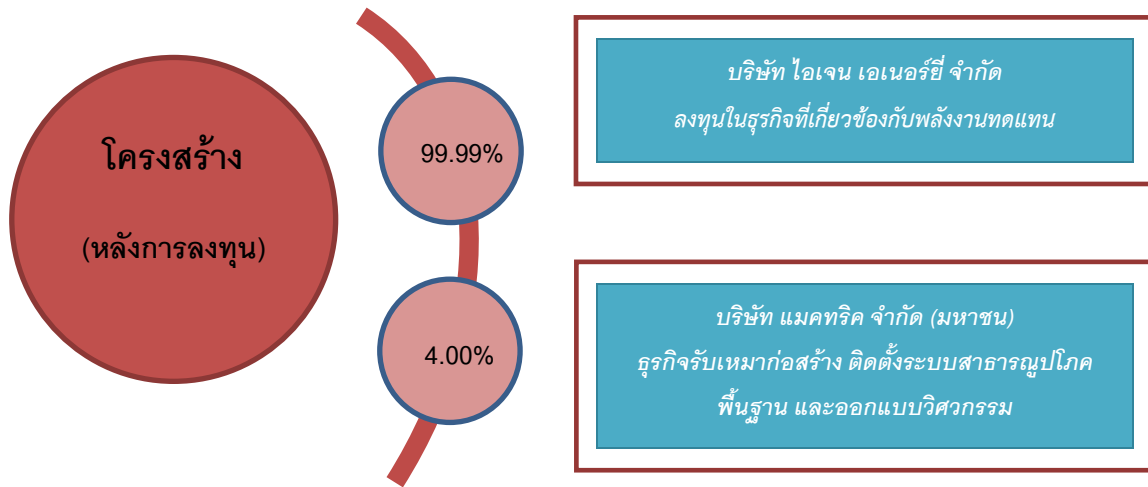 โครงสร้าง
(หลังการลงทุน)
99.99%
บริษัท ไอเจน เอเนอร์ยี่ จำกัด
ลงทุนในธุรกิจที่เกี่ยวข้องกับพลังงานทดแทน
4.00%
บริษัท แมคทริค จำกัด (มหาชน)
ธุรกิจรับเหมาก่อสร้าง ติดตั้งระบบสาธารณูปโภค
พื้นฐาน และออกแบบวิศวกรรม